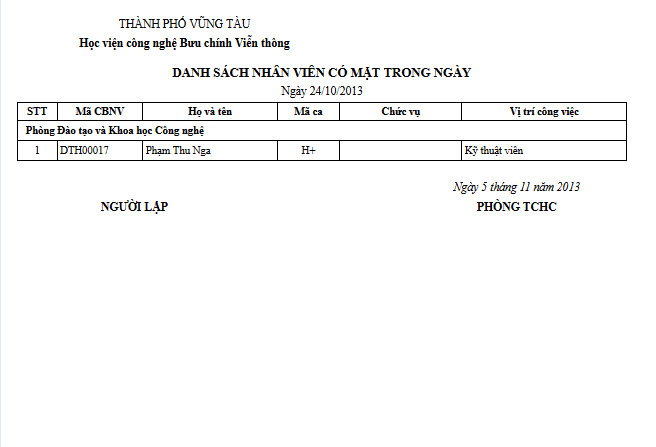 THÀNH PHỐ VŨNG TÀU
Học viện công nghệ Bưu chính Viễn thông
DANH SÁCH NHÂN VIÊN CÓ MẶT TRONG NGÀY
Ngày 24/10/2013
STT Mã CBNV Họ và tên Mã ca Chức vụ Vị trí công việc
Phòng Đào tạo và Khoa học Công nghệ
1 DTH00017 Phạm Thu Nga H+ Kỹ thuật viên
Ngày 5 tháng 11 năm 2013
NGƯỜI LẬP PHÒNG TCHC